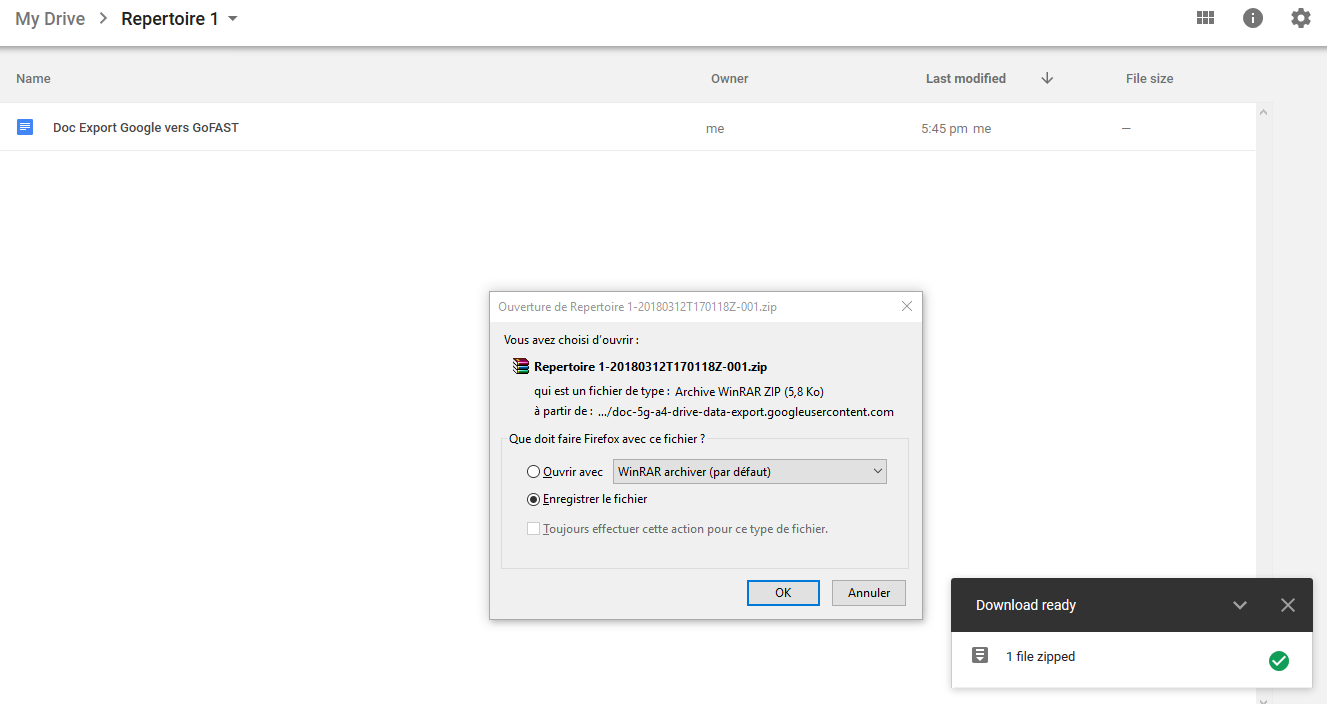 My Drive > Repertoire 1
Name Owner Last modified File size
Doc Export Google vers GoFAST me 5:45 pm me —
Ouverture de Repertoire 1-20180312T170118Z-001.zip
Vous avez choisi d'ouvrir :
Repertoire 1-20180312T170118Z-001.zip
qui est un fichier de type : Archive WinRAR ZIP (5,8 Ko)
à partir de : .../doc-5g-a4-drive-data-export.googleusercontent.com
Que doit faire Firefox avec ce fichier ?
Ouvrir avec WinRAR archiver (par défaut)
Enregistrer le fichier
Toujours effectuer cette action pour ce type de fichier.
OK Annuler
Download ready
1 file zipped